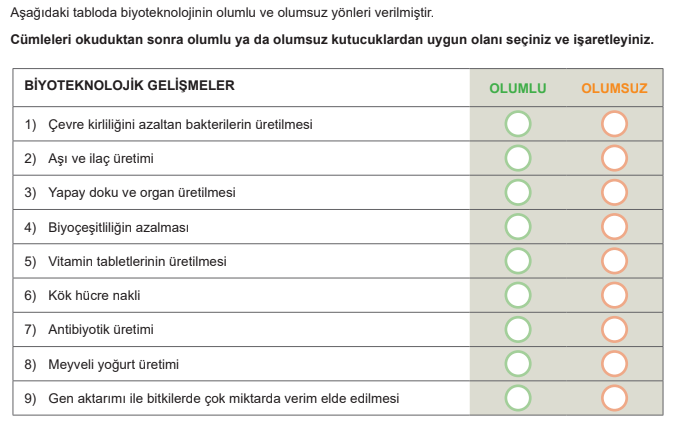 Aşağıdaki tabloda biyoteknolojinin olumlu ve olumsuz yönleri verilmiştir.
Cümleleri okuduktan sonra olumlu ya da olumsuz kutucuklardan uygun olanı seçiniz ve işaretleyiniz.
BİYOTEKNOLOJİK GELİŞMELER OLUMLU OLUMSUZ
1) Çevre kirliliğini azaltan bakterilerin üretilmesi
2) Aşı ve ilaç üretimi
3) Yapay doku ve organ üretilmesi
4) Biyoçeşitliliğin azalması
5) Vitamin tabletlerinin üretilmesi
6) Kök hücre nakli
7) Antibiyotik üretimi
8) Meyveli yoğurt üretimi
9) Gen aktarımı ile bitkilerde çok miktarda verim elde edilmesi